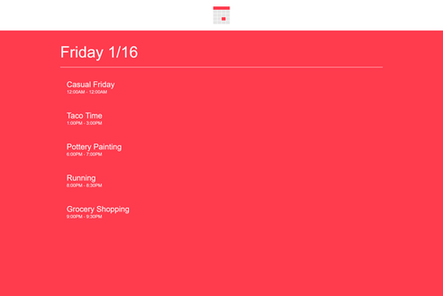 Friday 1/16
Casual Friday
12:00AM - 12:00AM
Taco Time
1:00PM - 3:00PM
Pottery Painting
6:00PM - 7:00PM
Running
8:00PM - 8:30PM
Grocery Shopping
9:00PM - 9:30PM